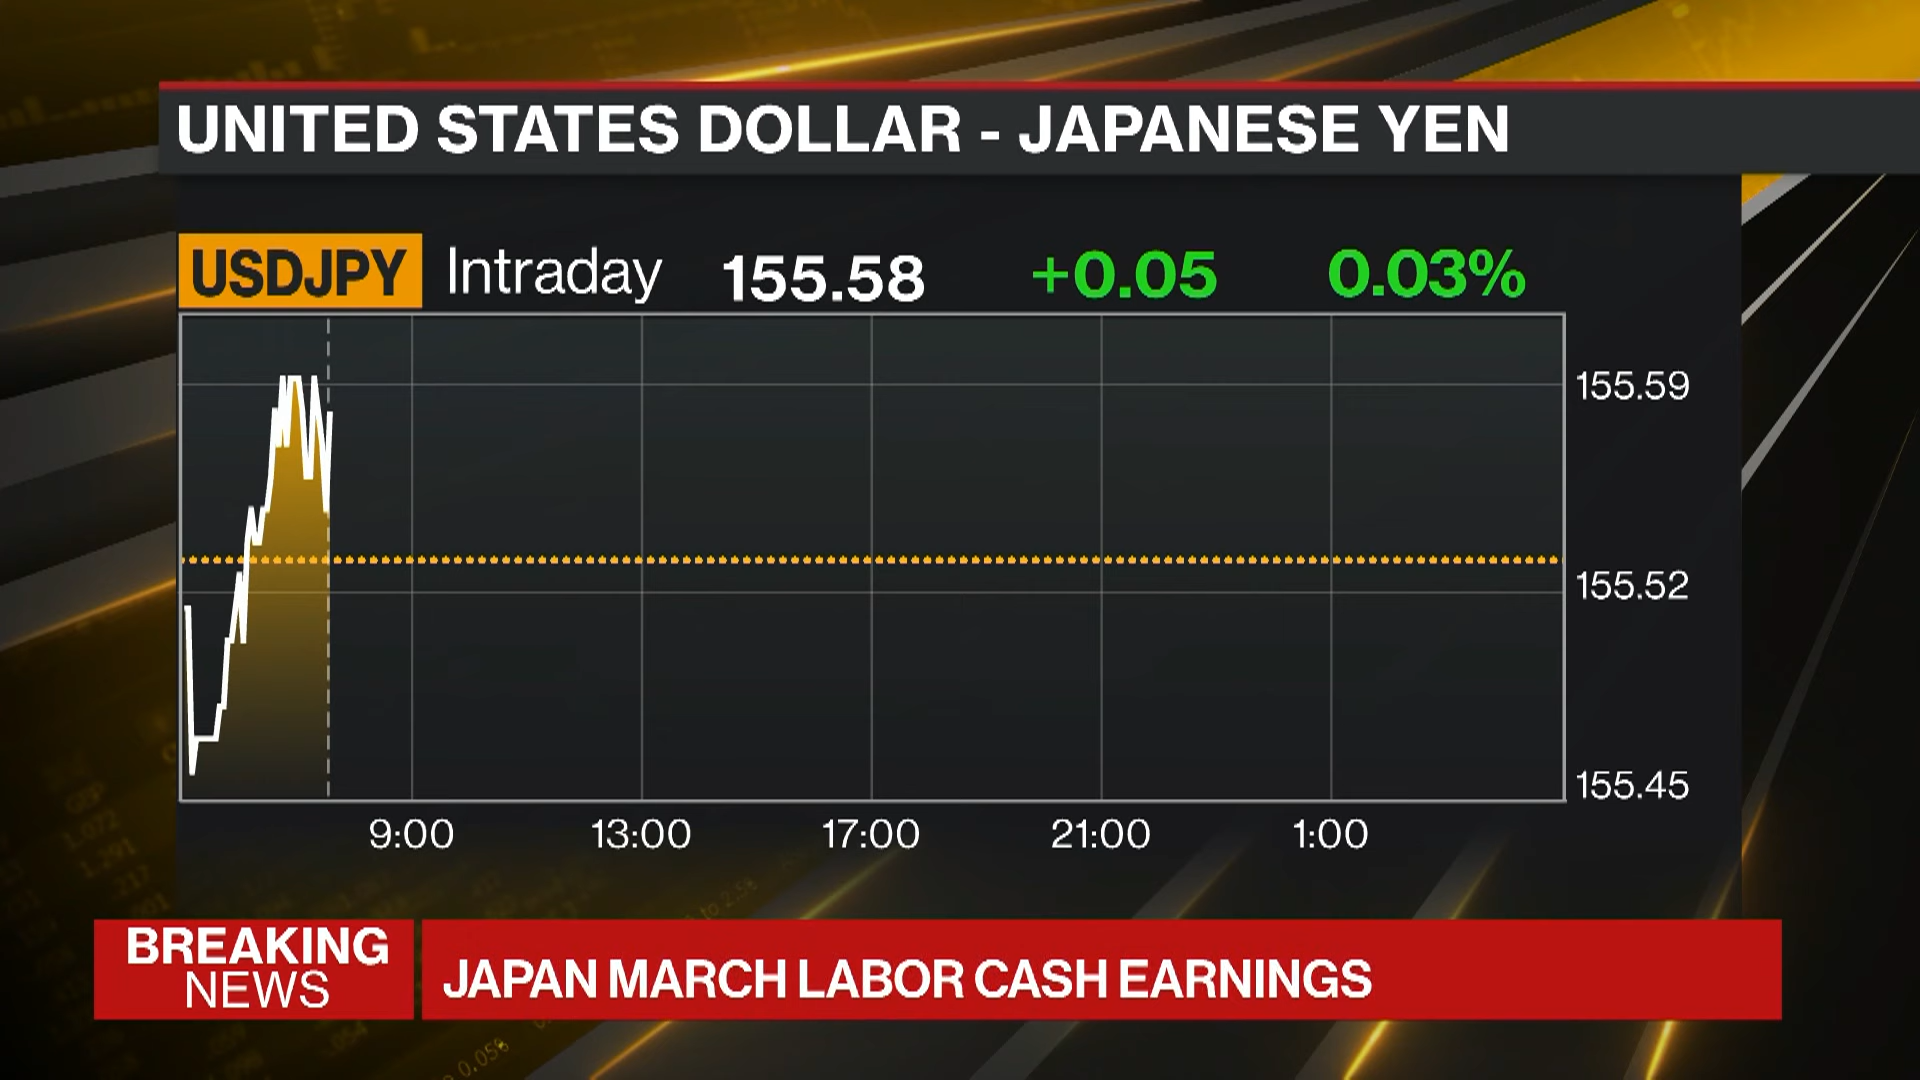 UNITED STATES DOLLAR - JAPANESE YEN
USDJPY Intraday 155.58 +0.05 0.03%
155.59
155.52
155.45
9:00 13:00 17:00 21:00 1:00
BREAKING
NEWS
JAPAN MARCH LABOR CASH EARNINGS